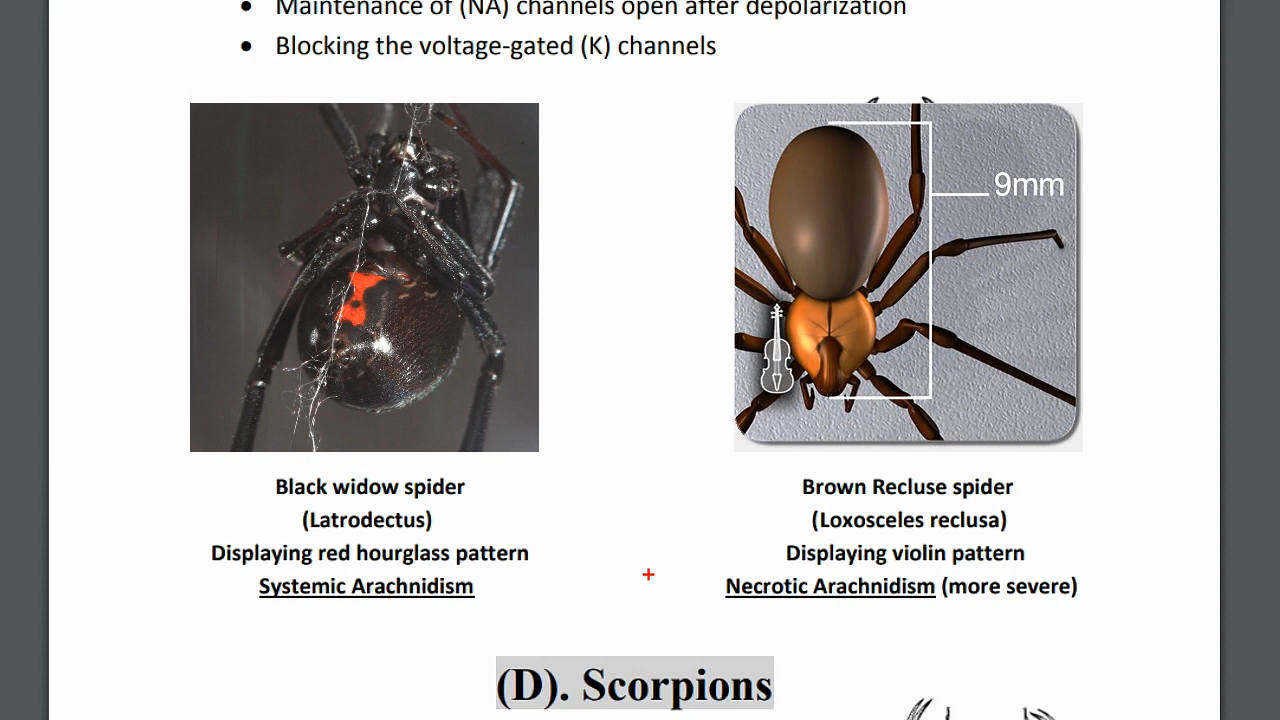 • Maintenance of (NA) channels open after depolarization
• Blocking the voltage-gated (K) channels
9mm
Black widow spider
(Latrodectus)
Displaying red hourglass pattern
Systemic Arachnidism
Brown Recluse spider
(Loxosceles reclusa)
Displaying violin pattern
Necrotic Arachnidism (more severe)
+
(D). Scorpions